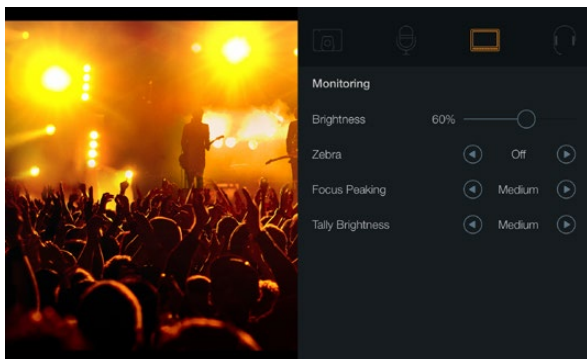 Monitoring
Brightness 60%
Zebra Off
Focus Peaking Medium
Tally Brightness Medium